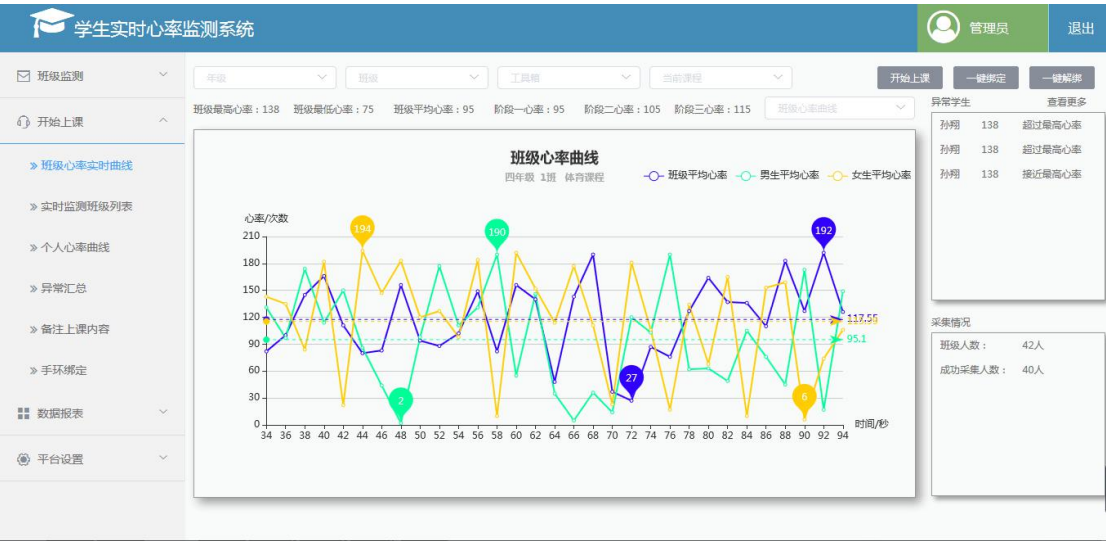 学生实时心率监测系统
管理员
退出
班级监测
开始上课
班级心率实时曲线
实时监测班级列表
个人心率曲线
异常汇总
备注上课内容
手环绑定
数据报表
平台设置
年级 班级 工具箱 当前课程
开始上课 一键绑定 一键解绑
班级最高心率：138 班级最低心率：75 班级平均心率：95 阶段一心率：95 阶段二心率：105 阶段三心率：115 班级心率曲线
班级心率曲线
四年级 1班 体育课程
班级平均心率 男生平均心率 女生平均心率
心率/次数
210
180
150
120
90
60
30
0
194
190
192
2
27
6
117.55
95.1
34 36 38 40 42 44 46 48 50 52 54 56 58 60 62 64 66 68 70 72 74 76 78 80 82 84 86 88 90 92 94
时间/秒
异常学生 查看更多
孙翔 138 超过最高心率
孙翔 138 超过最高心率
孙翔 138 接近最高心率
采集情况
班级人数： 42人
成功采集人数： 40人